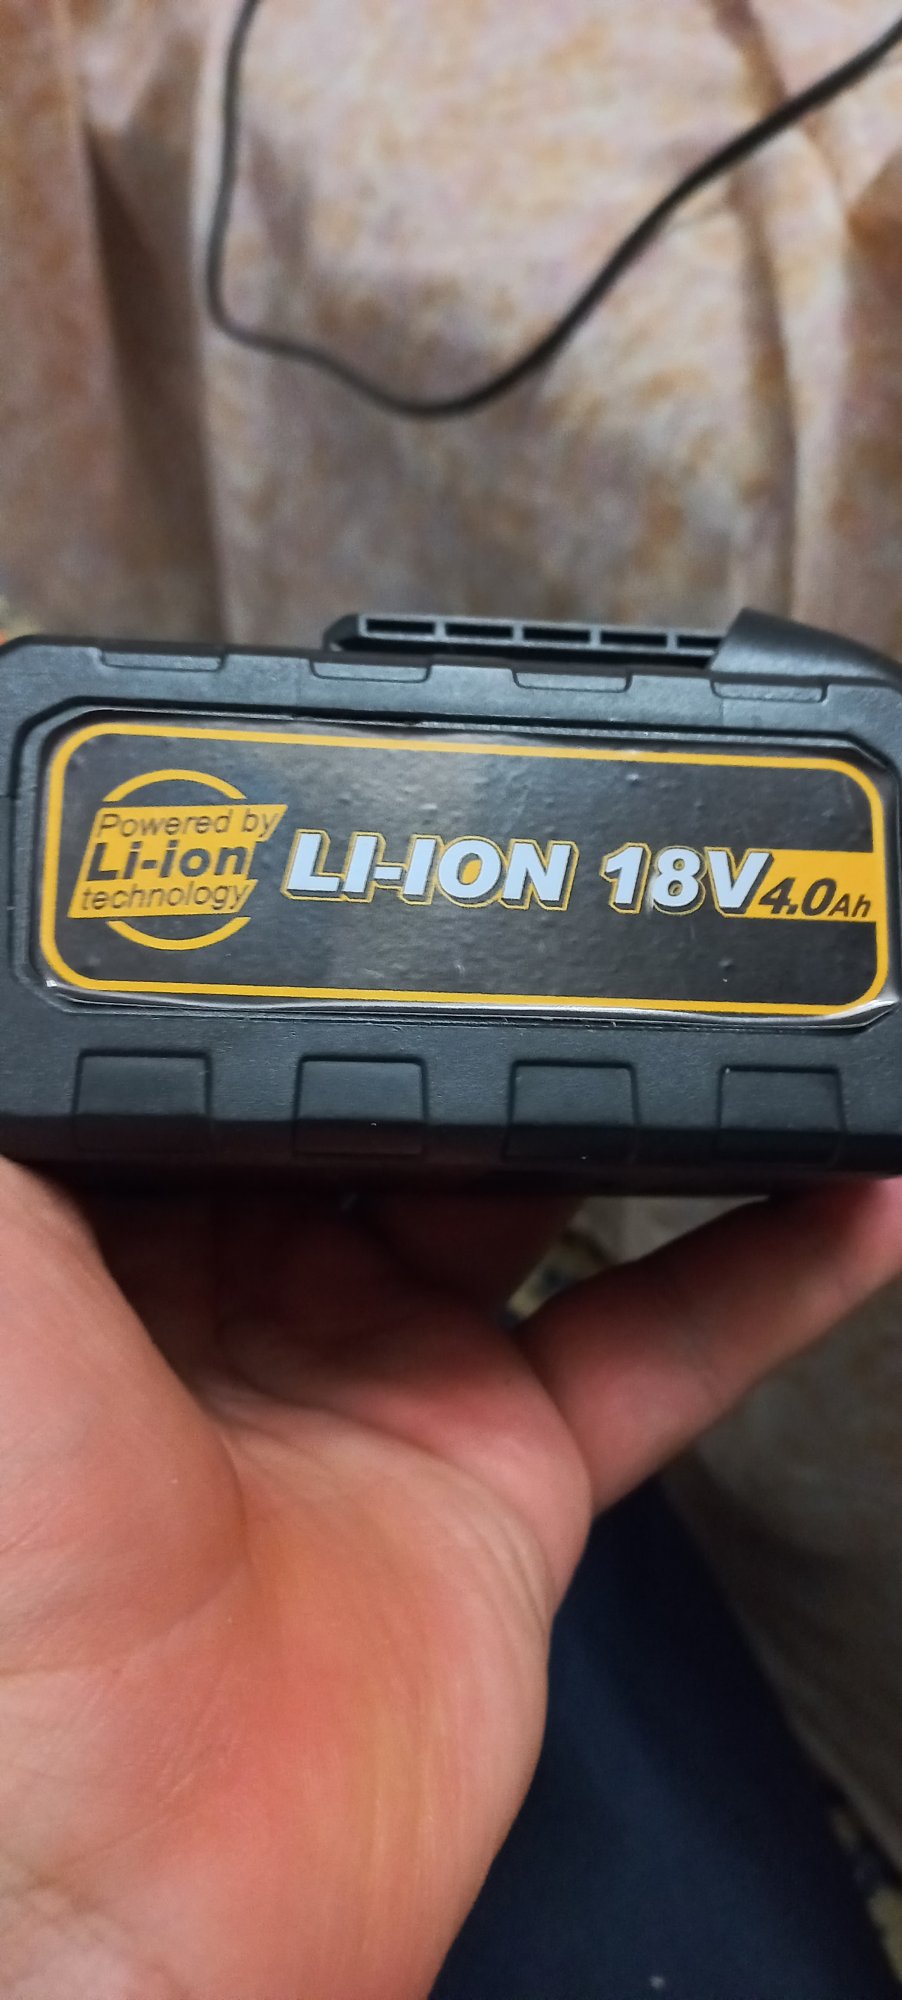 Powered by
Li-ion
technology
LI-ION 18V 4.0Ah